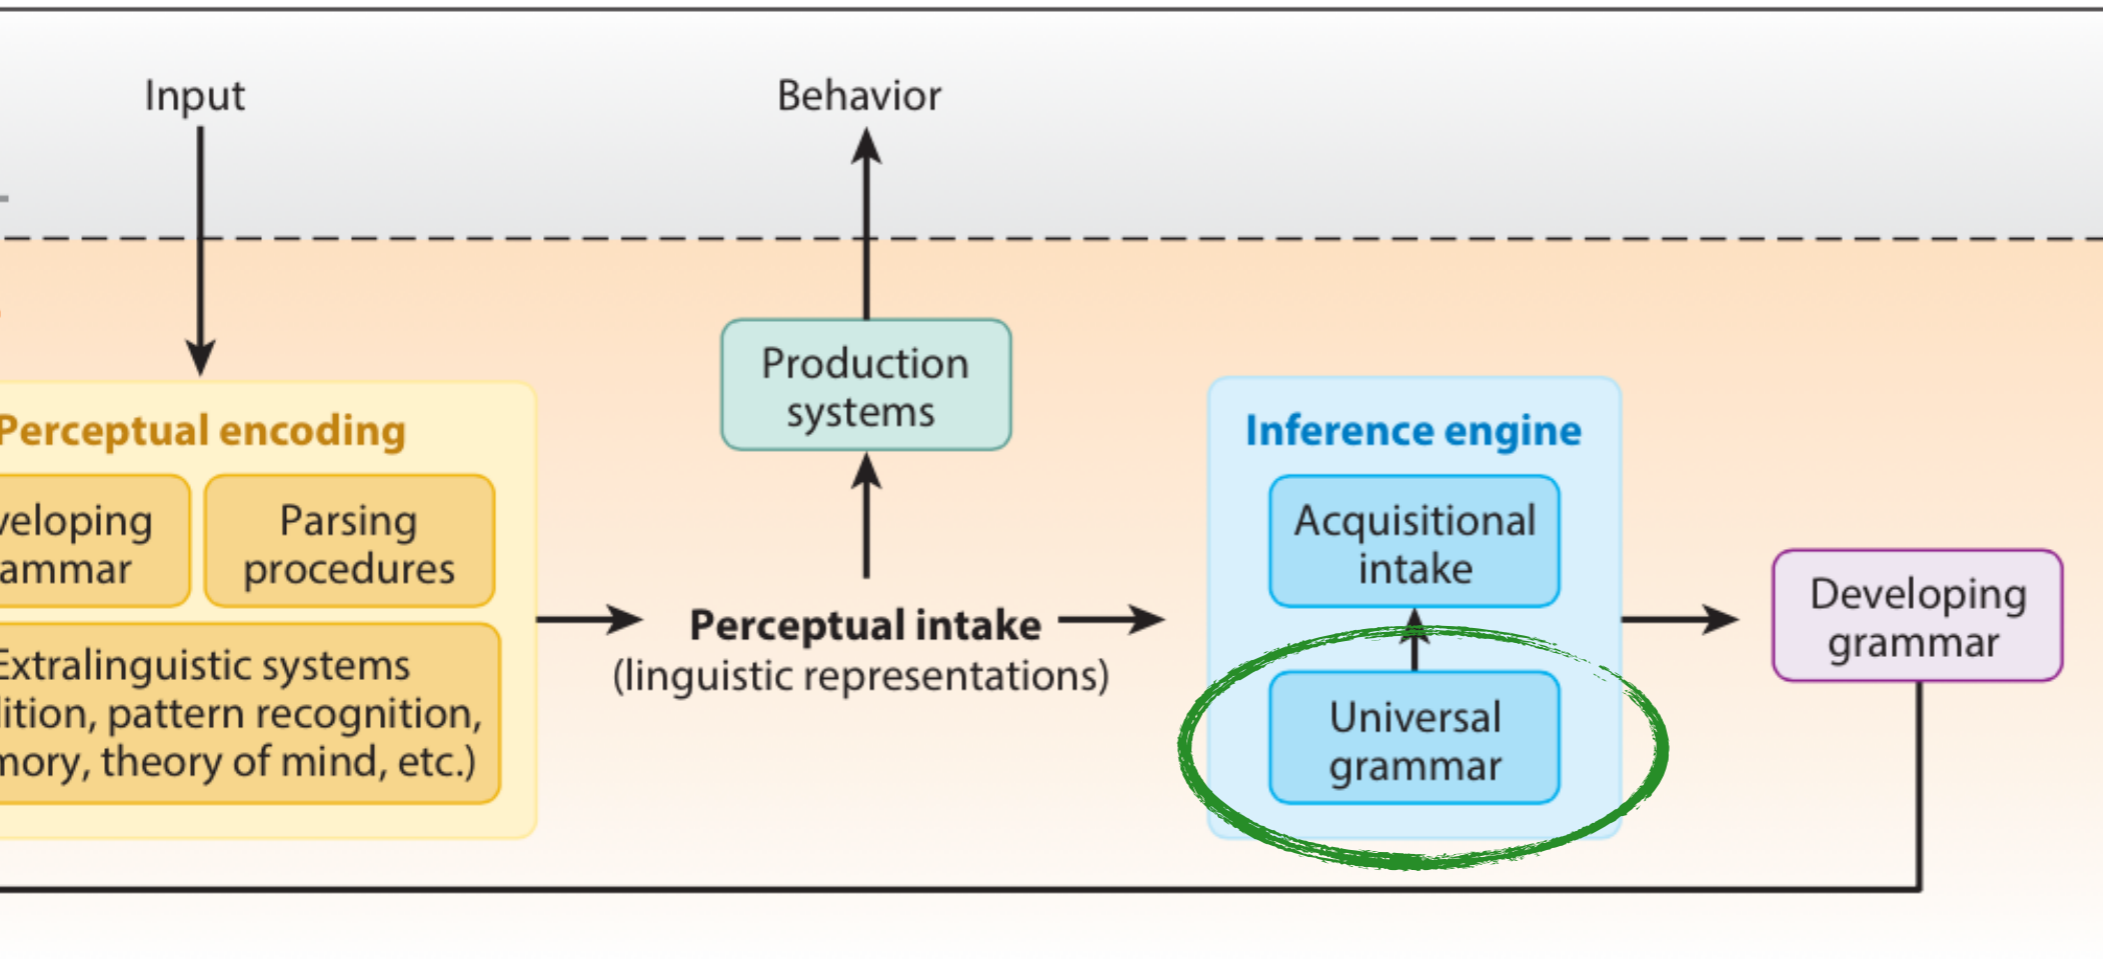 Input
Behavior
Production
systems
Perceptual encoding
Inference engine
veloping
ammar
Parsing
procedures
Acquisitional
intake
Perceptual intake
(linguistic representations)
Developing
grammar
Extralinguistic systems
lition, pattern recognition,
mory, theory of mind, etc.)
Universal
grammar